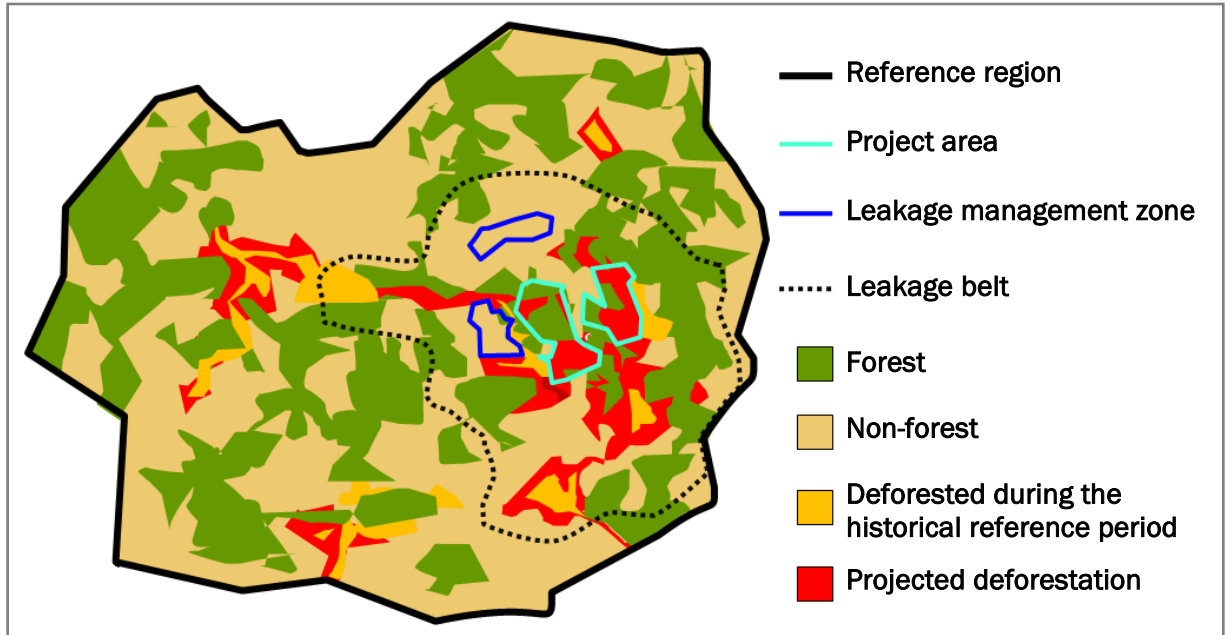 Reference region
Project area
Leakage management zone
Leakage belt
Forest
Non-forest
Deforested during the
historical reference period
Projected deforestation